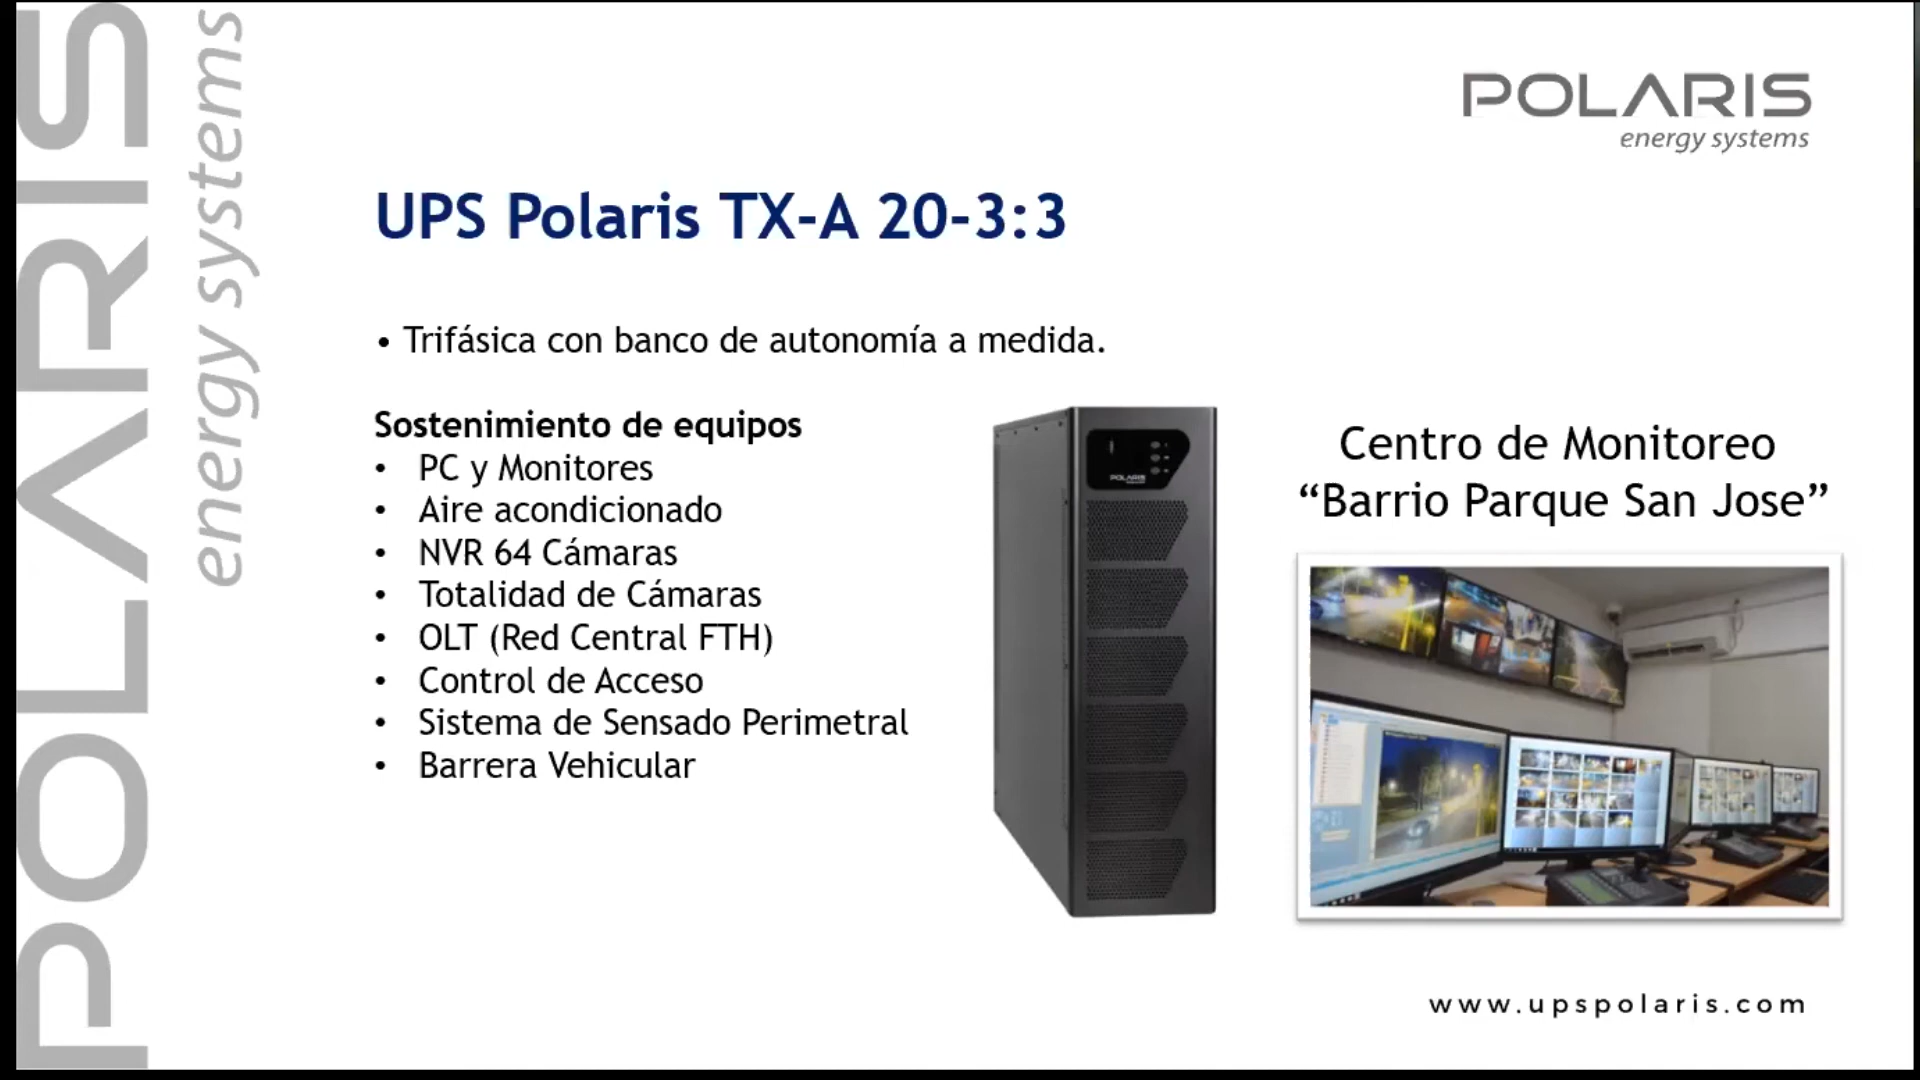 POLARIS
energy systems
POLARIS
energy systems
UPS Polaris TX-A 20-3:3
• Trifásica con banco de autonomía a medida.
Sostenimiento de equipos
• PC y Monitores
• Aire acondicionado
• NVR 64 Cámaras
• Totalidad de Cámaras
• OLT (Red Central FTH)
• Control de Acceso
• Sistema de Sensado Perimetral
• Barrera Vehicular
POLARIS
Centro de Monitoreo
“Barrio Parque San Jose”
www.upspolaris.com